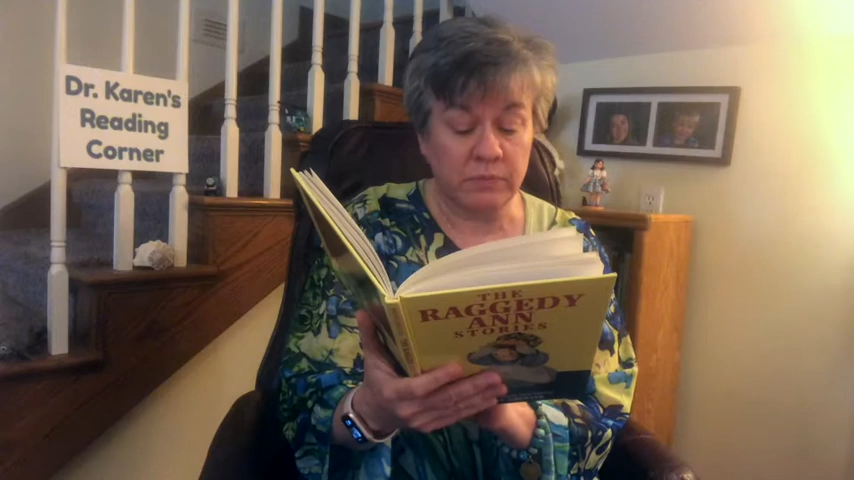 Dr. Karen's
Reading
Corner
THE
RAGGEDY
ANN
STORIES